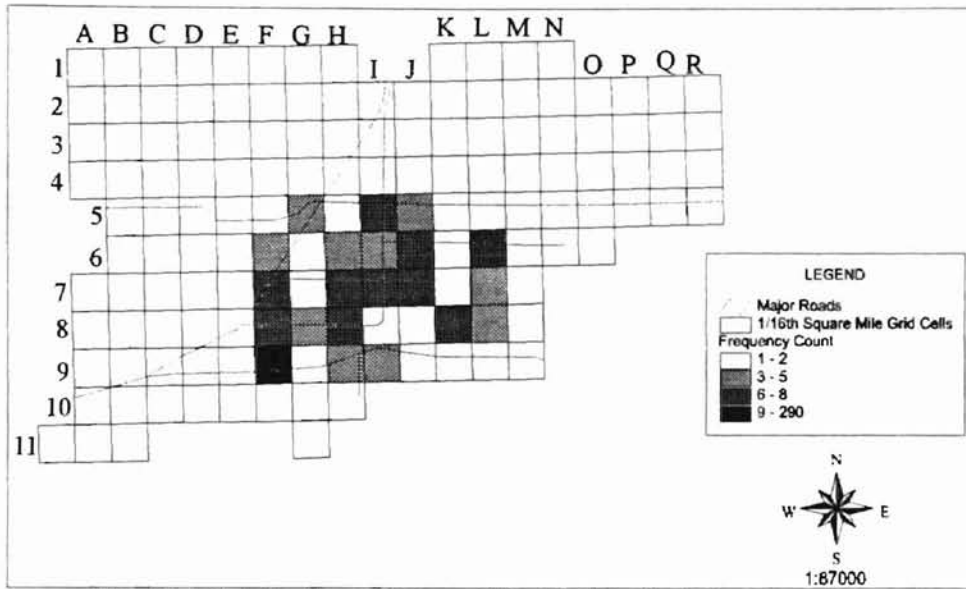 A B C D E F G H
K L M N
I J
O P Q R
1
2
3
4
5
6
7
8
9
10
11
LEGEND
Major Roads
1/16th Square Mile Grid Cells
Frequency Count
1 - 2
3 - 5
6 - 8
9 - 290
N
W E
S
1:87000